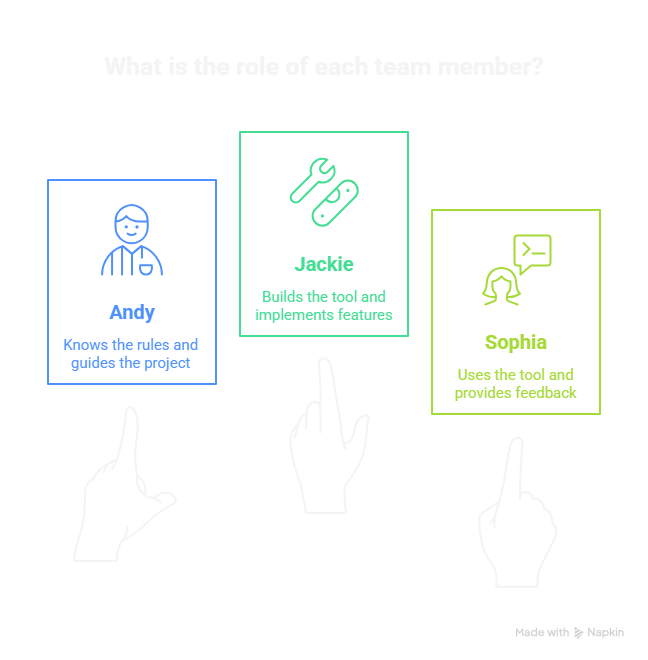 What is the role of each team member?
Andy
Knows the rules and
guides the project
Jackie
Builds the tool and
implements features
Sophia
Uses the tool and
provides feedback
Made with Napkin